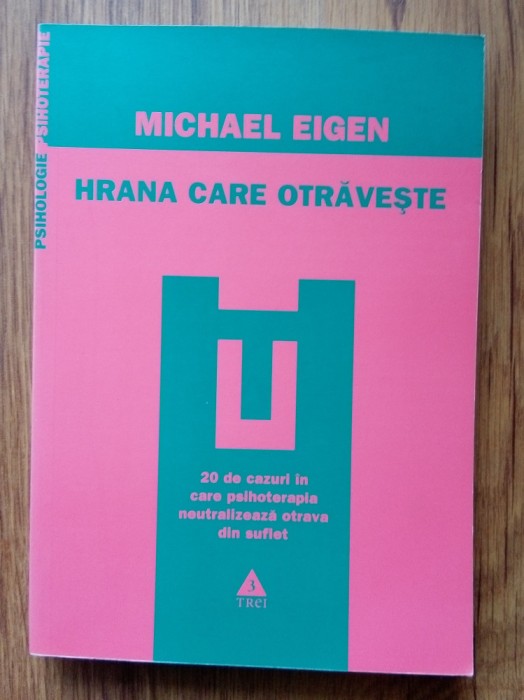 PSIHOLOGIE PSIHOTERAPIE
MICHAEL EIGEN
HRANA CARE OTRĂVEŞTE
20 de cazuri în
care psihoterapia
neutralizează otrava
din suflet
3
TREI